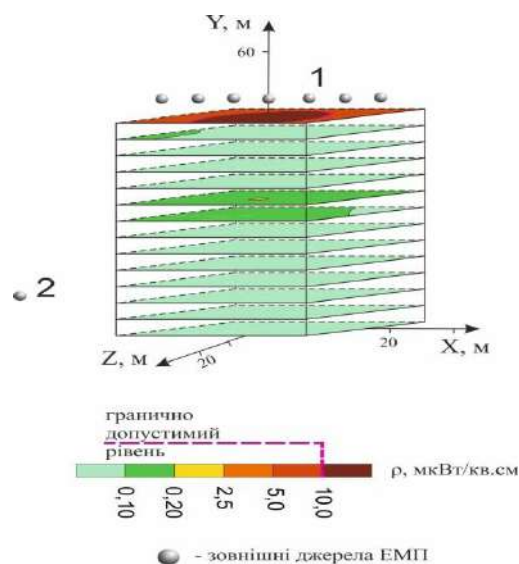 Y, м
60
1
2
Z, м
20
20
X, м
гранично
допустимий
рівень
ρ, мкВт/кв.см
0,10
0,20
2,5
5,0
10,0
- зовнішні джерела ЕМП